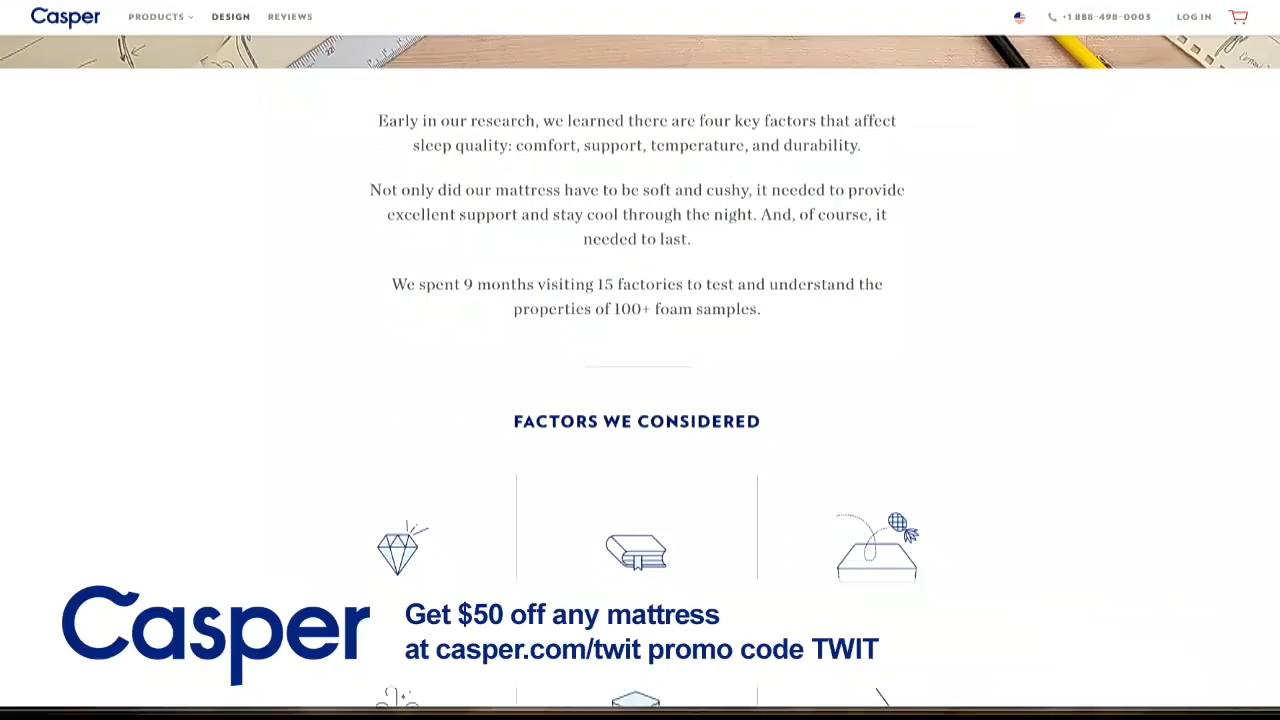 Casper PRODUCTS DESIGN REVIEWS +1 888-498-0003 LOG IN
Early in our research, we learned there are four key factors that affect
sleep quality: comfort, support, temperature, and durability.
Not only did our mattress have to be soft and cushy, it needed to provide
excellent support and stay cool through the night. And, of course, it
needed to last.
We spent 9 months visiting 15 factories to test and understand the
properties of 100+ foam samples.
FACTORS WE CONSIDERED
Casper
Get $50 off any mattress
at casper.com/twit promo code TWIT